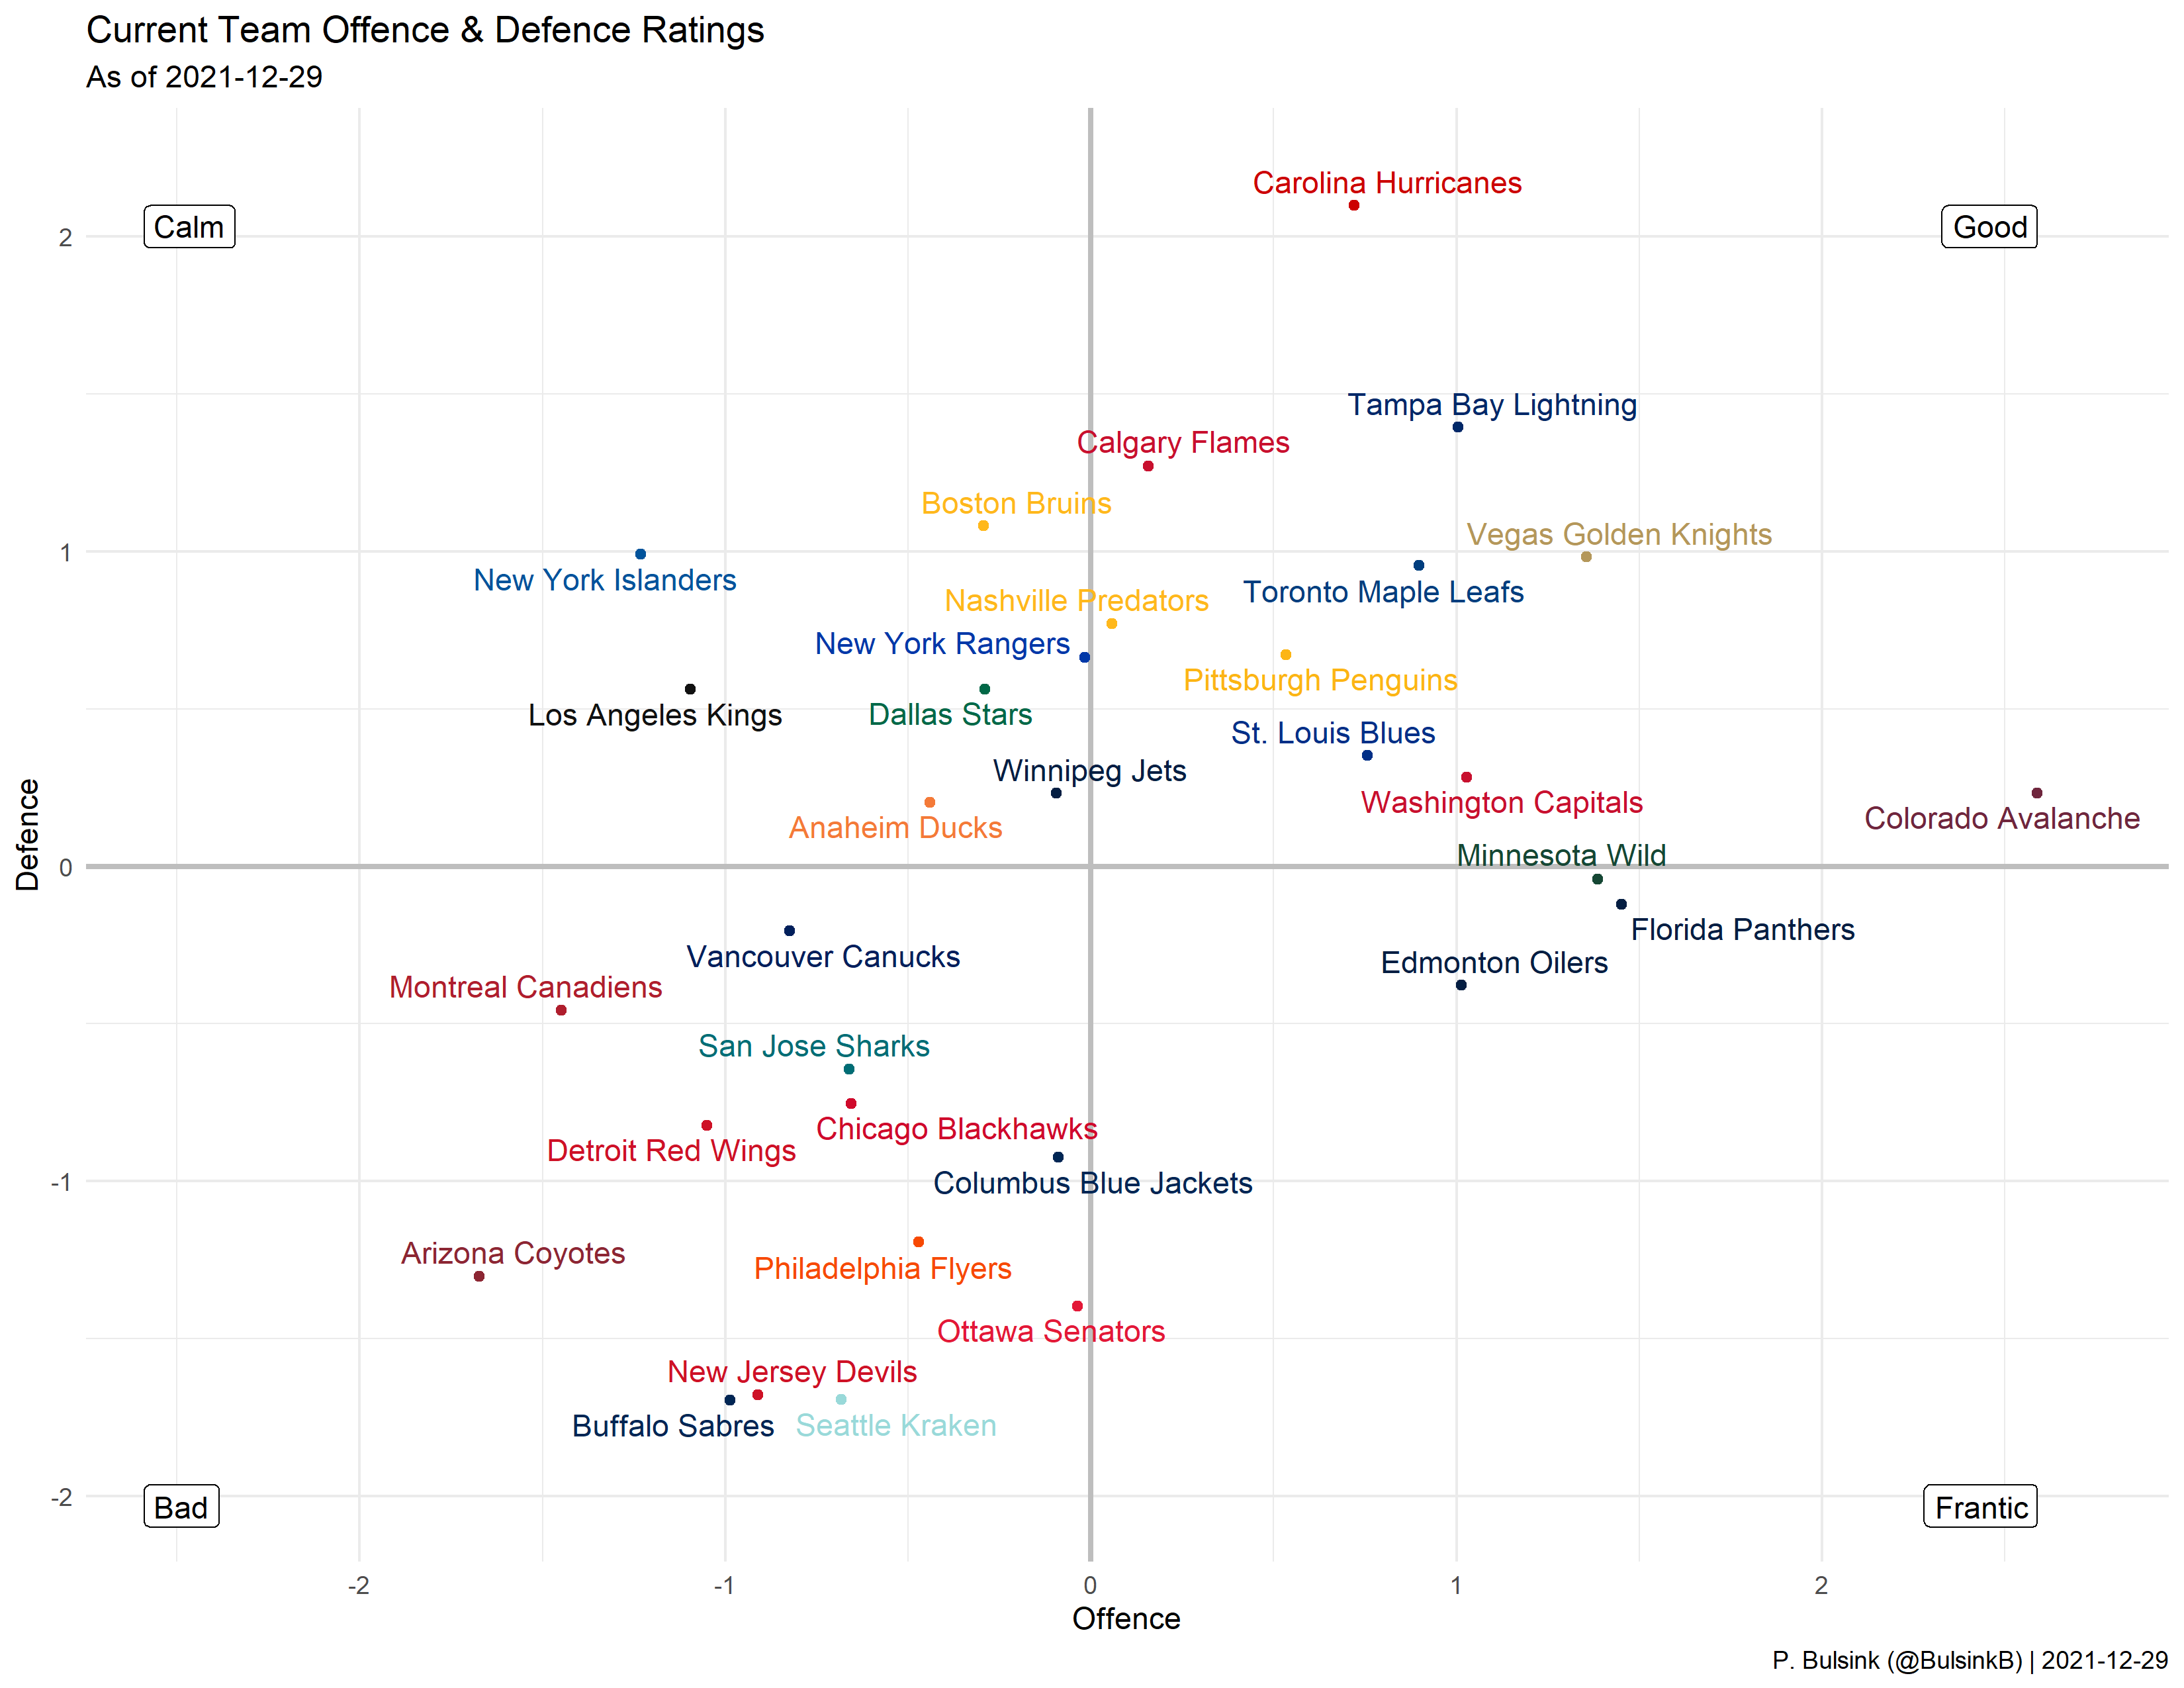 Current Team Offence & Defence Ratings
As of 2021-12-29
Carolina Hurricanes
Calm
Good
2
Tampa Bay Lightning
Calgary Flames
Boston Bruins
Vegas Golden Knights
1
New York Islanders
Toronto Maple Leafs
Nashville Predators
New York Rangers
Pittsburgh Penguins
Los Angeles Kings
Dallas Stars
St. Louis Blues
Winnipeg Jets
Washington Capitals
Colorado Avalanche
Anaheim Ducks
Defence
Minnesota Wild
0
Florida Panthers
Vancouver Canucks
Edmonton Oilers
Montreal Canadiens
San Jose Sharks
Chicago Blackhawks
Detroit Red Wings
-1
Columbus Blue Jackets
Arizona Coyotes
Philadelphia Flyers
Ottawa Senators
New Jersey Devils
Buffalo Sabres
Seattle Kraken
-2
Bad
Frantic
-2
-1
0
1
2
Offence
P. Bulsink (@BulsinkB) | 2021-12-29